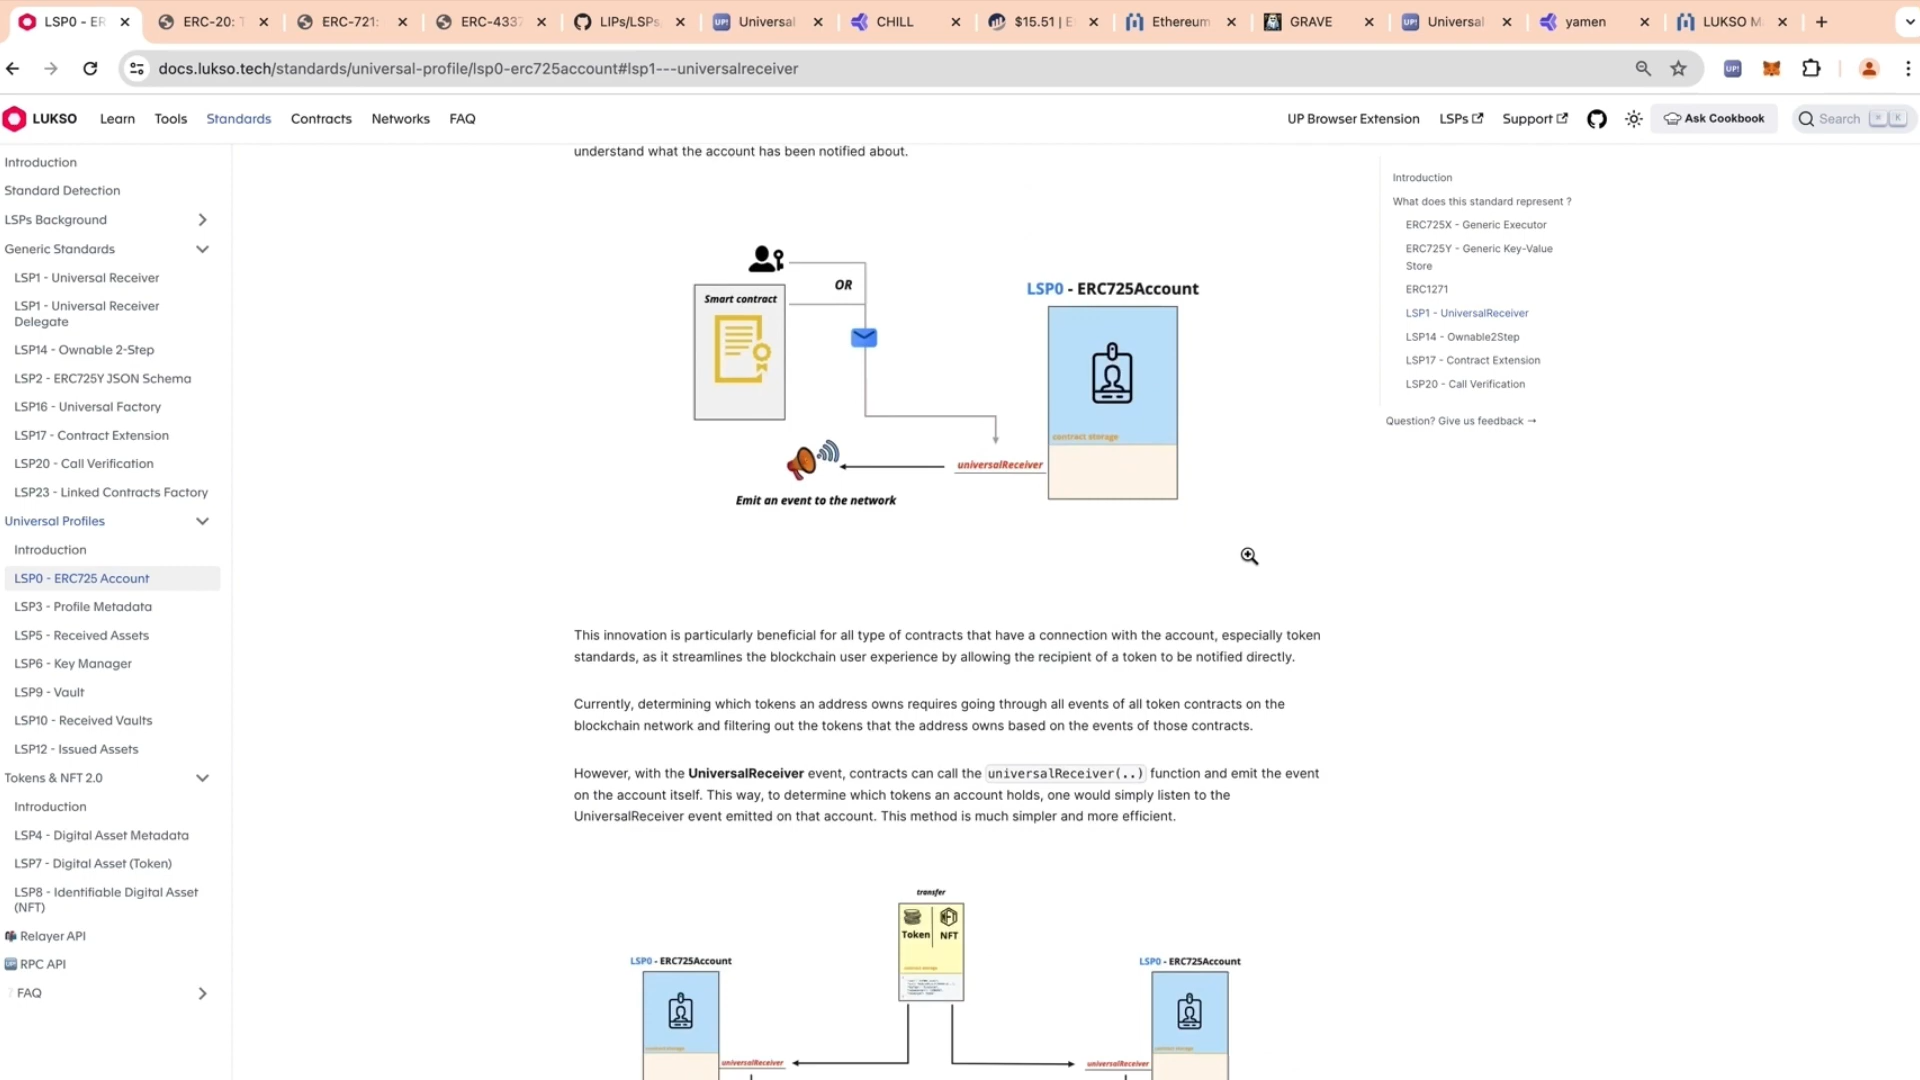 LSP0 - ER
ERC-20: T
ERC-721:
ERC-4337
LIPs/LSPs
Universal
CHILL
$15.51 | E
Ethereum
GRAVE
Universal
yamen
LUKSO M
docs.lukso.tech/standards/universal-profile/lsp0-erc725account#lsp1---universalreceiver
UP!
LUKSO
Learn
Tools
Standards
Contracts
Networks
FAQ
UP Browser Extension
LSPs
Support
Ask Cookbook
Search
K
Introduction
Standard Detection
LSPs Background
Generic Standards
LSP1 - Universal Receiver
LSP1 - Universal Receiver
Delegate
LSP14 - Ownable 2-Step
LSP2 - ERC725Y JSON Schema
LSP16 - Universal Factory
LSP17 - Contract Extension
LSP20 - Call Verification
LSP23 - Linked Contracts Factory
Universal Profiles
Introduction
LSP0 - ERC725 Account
LSP3 - Profile Metadata
LSP5 - Received Assets
LSP6 - Key Manager
LSP9 - Vault
LSP10 - Received Vaults
LSP12 - Issued Assets
Tokens & NFT 2.0
Introduction
LSP4 - Digital Asset Metadata
LSP7 - Digital Asset (Token)
LSP8 - Identifiable Digital Asset
(NFT)
Relayer API
RPC API
FAQ
understand what the account has been notified about.
Smart contract
OR
LSP0 - ERC725Account
contract storage
universalReceiver
Emit an event to the network
This innovation is particularly beneficial for all type of contracts that have a connection with the account, especially token
standards, as it streamlines the blockchain user experience by allowing the recipient of a token to be notified directly.
Currently, determining which tokens an address owns requires going through all events of all token contracts on the
blockchain network and filtering out the tokens that the address owns based on the events of those contracts.
However, with the UniversalReceiver event, contracts can call the universalReceiver(..) function and emit the event
on the account itself. This way, to determine which tokens an account holds, one would simply listen to the
UniversalReceiver event emitted on that account. This method is much simpler and more efficient.
transfer
Token
NFT
contract storage
LSP0 - ERC725Account
LSP0 - ERC725Account
universalReceiver
universalReceiver
Introduction
What does this standard represent ?
ERC725X - Generic Executor
ERC725Y - Generic Key-Value
Store
ERC1271
LSP1 - UniversalReceiver
LSP14 - Ownable2Step
LSP17 - Contract Extension
LSP20 - Call Verification
Question? Give us feedback →